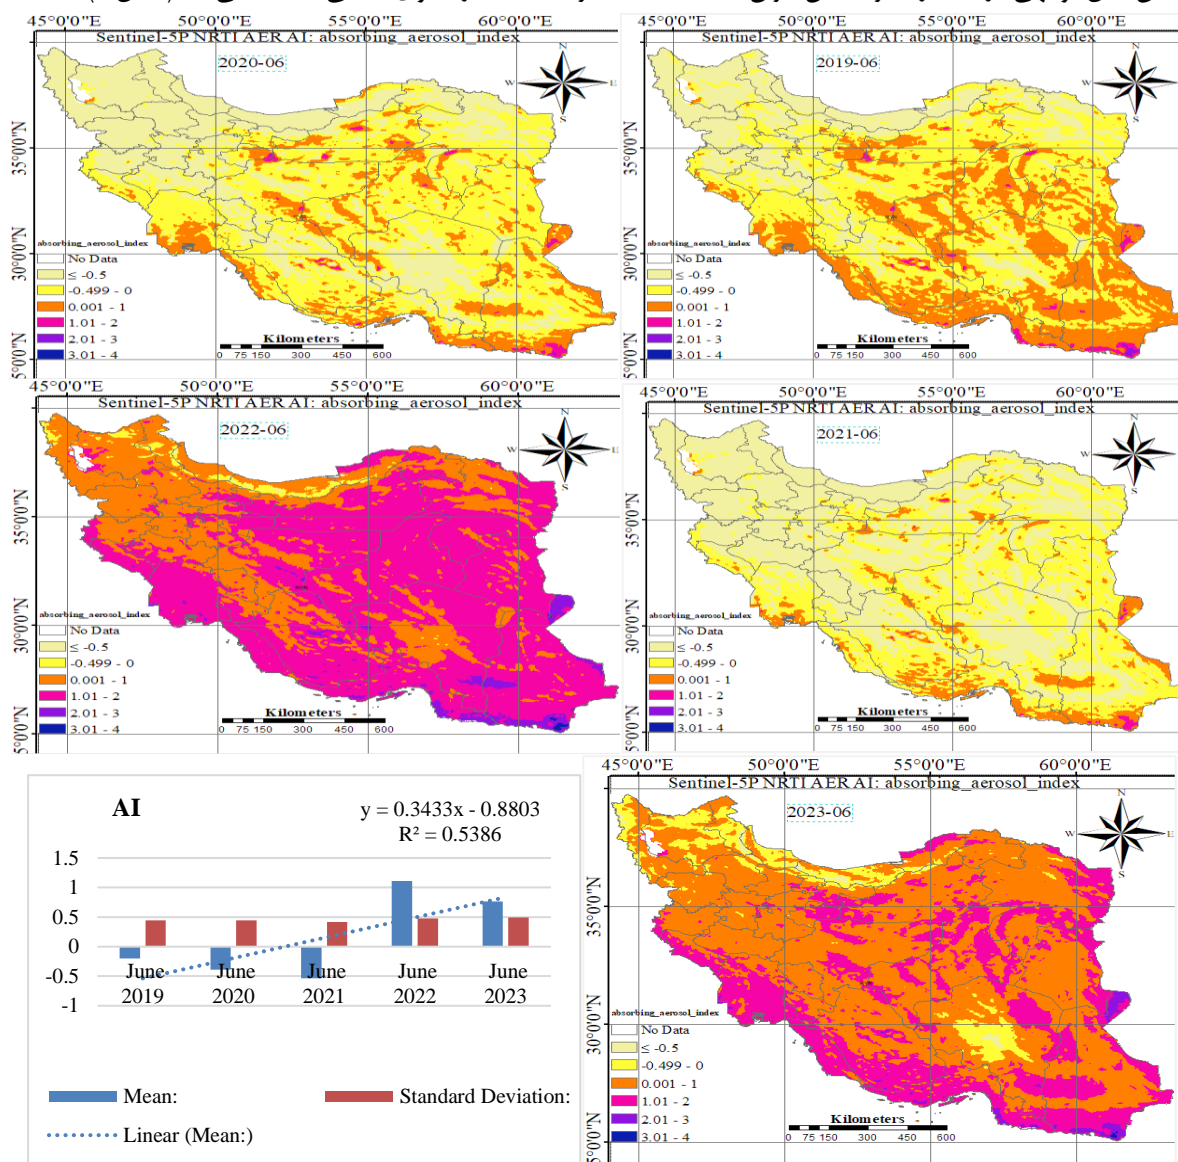 45°0'0"E 50°0'0"E 55°0'0"E 60°0'0"E
Sentinel-5P NRTI AER AI: absorbing_aerosol_index
2020-06
N
W
E
S
35°0'0"N
30°0'0"N
5°0'0"N
absorbing_aerosol_index
No Data
≤ -0.5
-0.499 - 0
0.001 - 1
1.01 - 2
2.01 - 3
3.01 - 4
Kilometers
0 75 150 300 450 600
45°0'0"E 50°0'0"E 55°0'0"E 60°0'0"E
Sentinel-5P NRTI AER AI: absorbing_aerosol_index
2019-06
N
W
E
S
35°0'0"N
30°0'0"N
5°0'0"N
absorbing_aerosol_index
No Data
≤ -0.5
-0.499 - 0
0.001 - 1
1.01 - 2
2.01 - 3
3.01 - 4
Kilometers
0 75 150 300 450 600
45°0'0"E 50°0'0"E 55°0'0"E 60°0'0"E
Sentinel-5P NRTI AER AI: absorbing_aerosol_index
2022-06
N
W
E
S
35°0'0"N
30°0'0"N
5°0'0"N
absorbing_aerosol_index
No Data
≤ -0.5
-0.499 - 0
0.001 - 1
1.01 - 2
2.01 - 3
3.01 - 4
Kilometers
0 75 150 300 450 600
45°0'0"E 50°0'0"E 55°0'0"E 60°0'0"E
Sentinel-5P NRTI AER AI: absorbing_aerosol_index
2021-06
N
W
E
S
35°0'0"N
30°0'0"N
5°0'0"N
absorbing_aerosol_index
No Data
≤ -0.5
-0.499 - 0
0.001 - 1
1.01 - 2
2.01 - 3
3.01 - 4
Kilometers
0 75 150 300 450 600
AI
y = 0.3433x - 0.8803
R² = 0.5386
1.5
1
0.5
0
-0.5
-1
June June June June June
2019 2020 2021 2022 2023
Mean: Standard Deviation:
Linear (Mean:)
45°0'0"E 50°0'0"E 55°0'0"E 60°0'0"E
Sentinel-5P NRTI AER AI: absorbing_aerosol_index
2023-06
N
W
E
S
35°0'0"N
30°0'0"N
5°0'0"N
absorbing_aerosol_index
No Data
≤ -0.5
-0.499 - 0
0.001 - 1
1.01 - 2
2.01 - 3
3.01 - 4
Kilometers
0 75 150 300 450 600